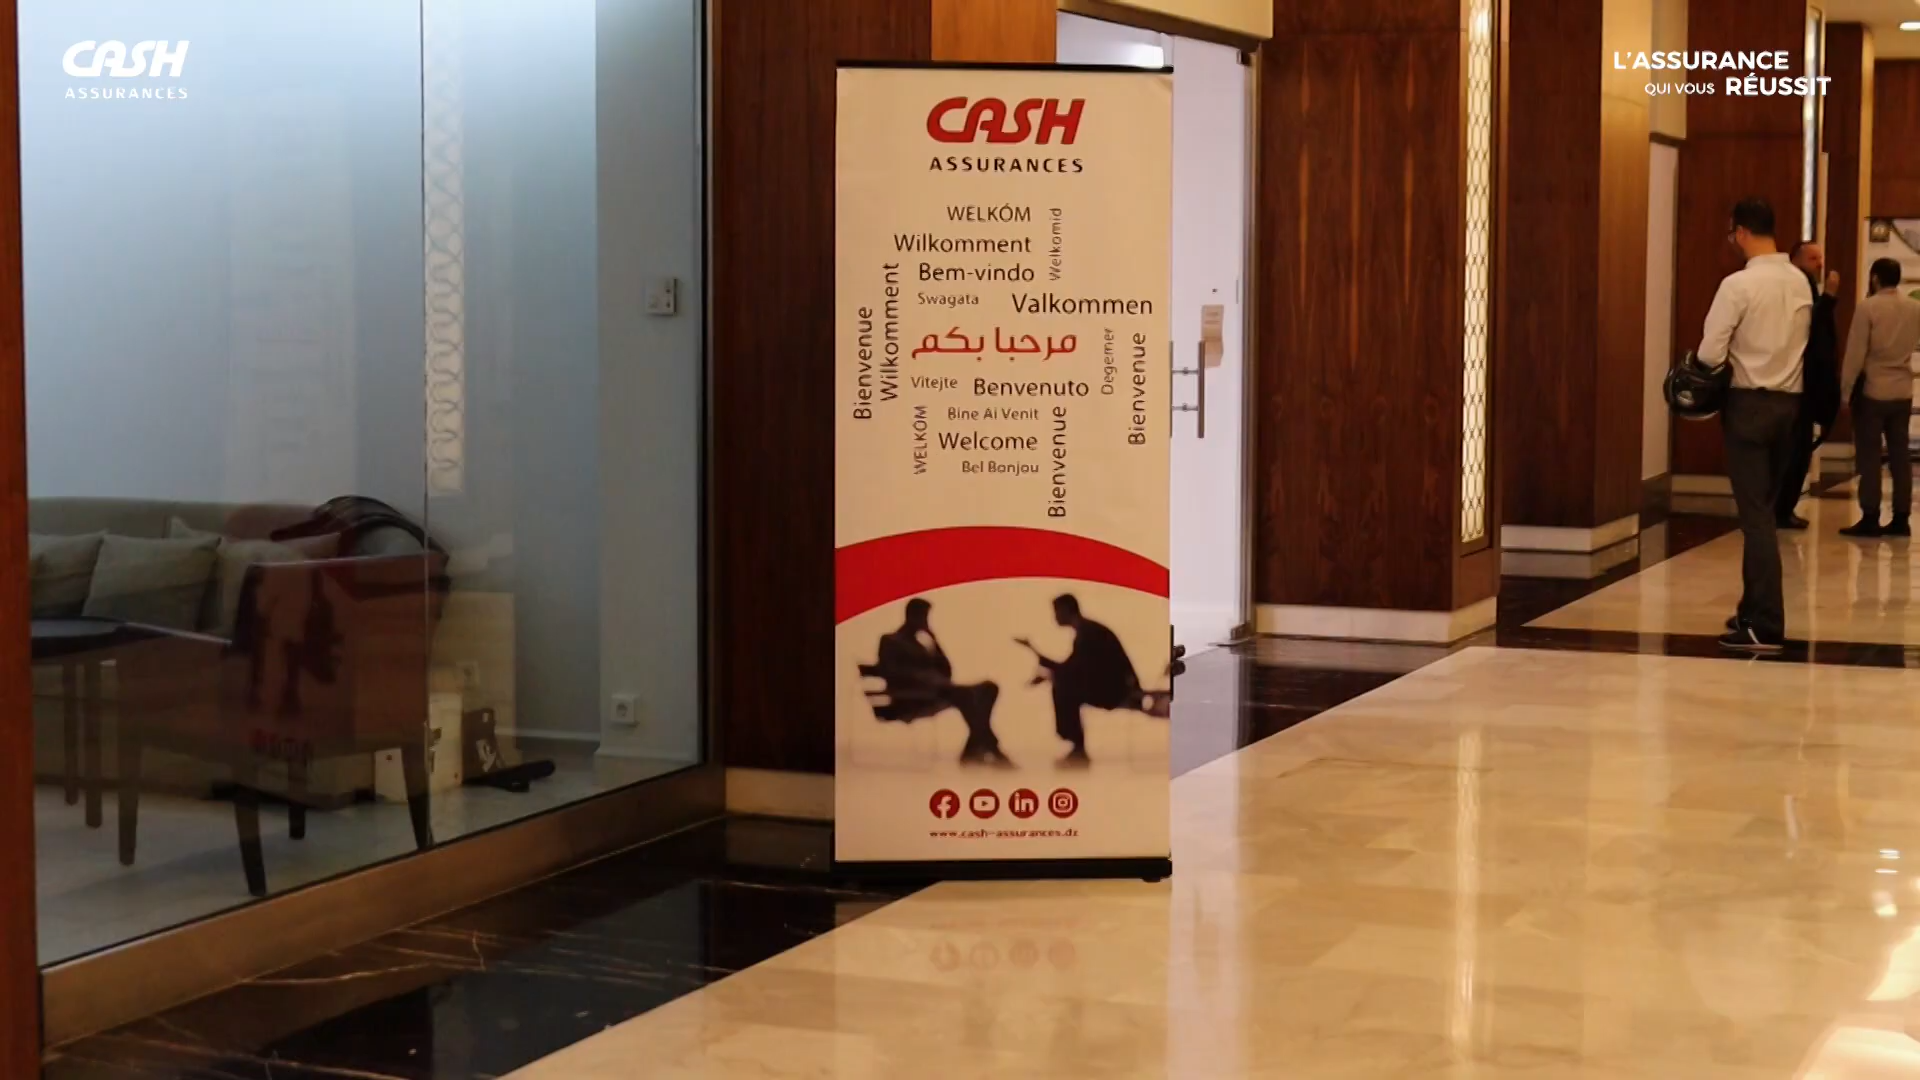 CASH
ASSURANCES
L'ASSURANCE
QUI VOUS RÉUSSIT
CASH
ASSURANCES
WELKÓM
Welkomid
Wilkomment
Bem-vindo
Swagata
Valkommen
Bienvenue
Wilkomment
مرحبا بكم
Degemer
Bienvenue
Vitejte
Benvenuto
Bine Ai Venit
WELKÓM
Welcome
Bel Bonjou
Bienvenue
www.cash-assurances.dz